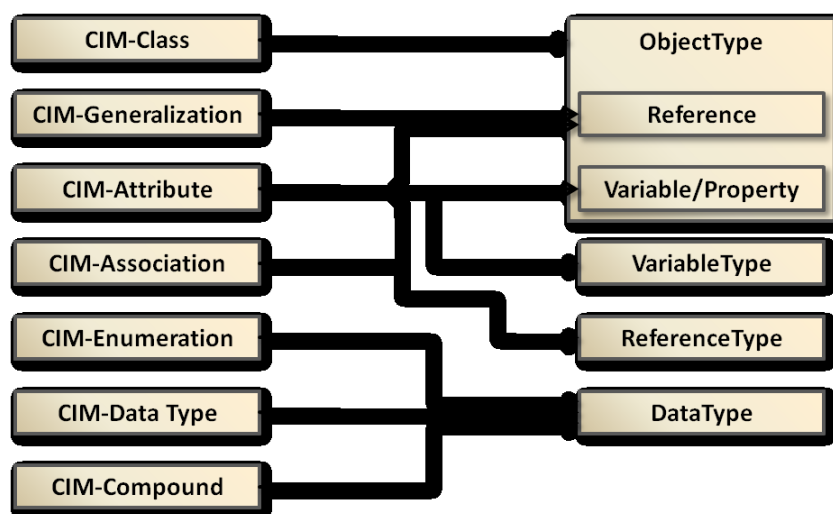 CIM-Class
CIM-Generalization
CIM-Attribute
CIM-Association
CIM-Enumeration
CIM-Data Type
CIM-Compound
ObjectType
Reference
Variable/Property
VariableType
ReferenceType
DataType